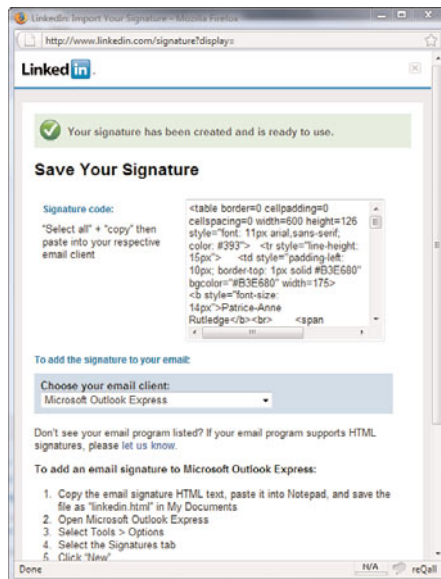 LinkedIn Import Your Signature - Mozilla Firefox
http://www.linkedin.com/signature?display=
Linked in.
Your signature has been created and is ready to use.
Save Your Signature
Signature code:
"Select all" + "copy" then
paste into your respective
email client
<table border=0 cellpadding=0
cellspacing=0 width=600 height=126
style="font: 11px arial,sans-serif;
color: #393"> <tr style="line-height:
15px"> <td style="padding-left:
10px; border-top: 1px solid #B3E680"
bgcolor="#B3E680" width=175>
<b style="font-size:
14px">Patrice-Anne
Rutledge</b><br> <span
To add the signature to your email:
Choose your email client:
Microsoft Outlook Express
Don't see your email program listed? If your email program supports HTML
signatures, please let us know.
To add an email signature to Microsoft Outlook Express:
1. Copy the email signature HTML text, paste it into Notepad, and save the
file as "linkedin.html" in My Documents
2. Open Microsoft Outlook Express
3. Select Tools > Options
4. Select the Signatures tab
5. Click "New"
Done
N/A
reQall